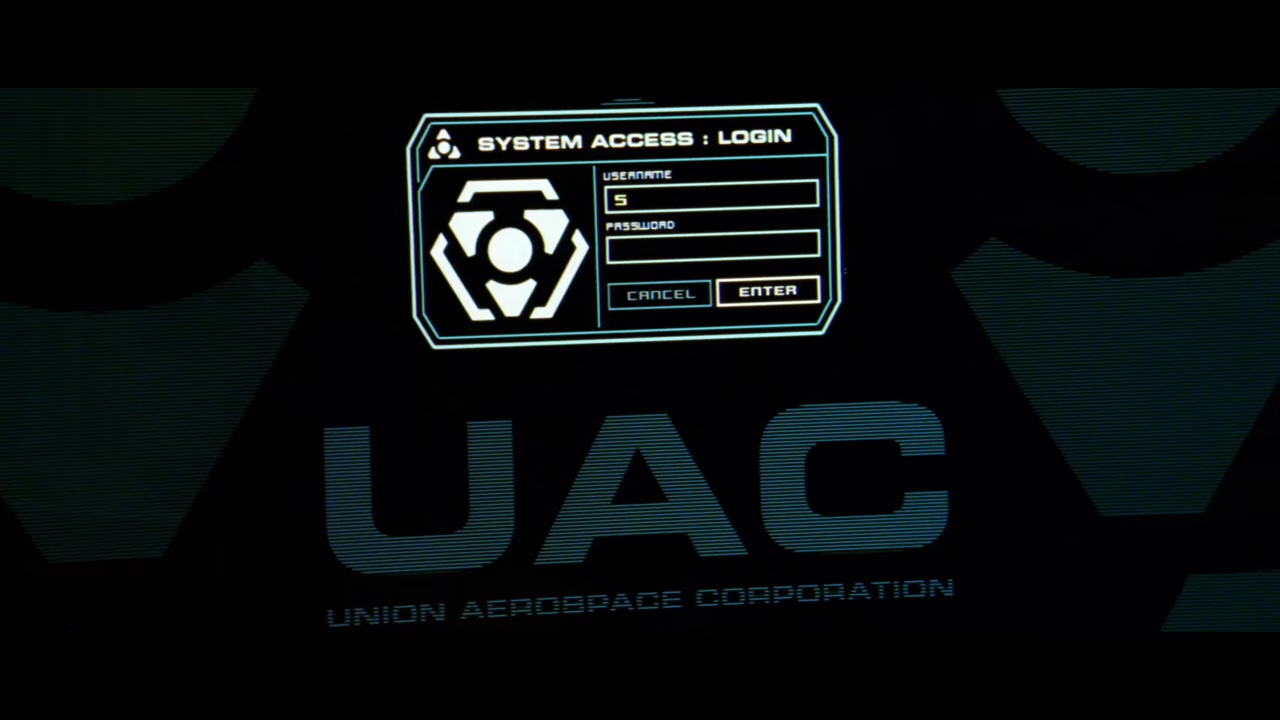 SYSTEM ACCESS : LOGIN
USERNAME
S
PASSWORD
CANCEL
ENTER
UAC
UNION AEROSPACE CORPORATION